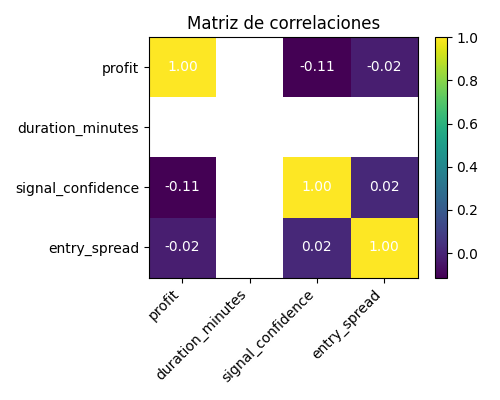 Matriz de correlaciones
profit
duration_minutes
signal_confidence
entry_spread
1.00 -0.11 -0.02
-0.11 1.00 0.02
-0.02 0.02 1.00
profit
duration_minutes
signal_confidence
entry_spread
1.0
0.8
0.6
0.4
0.2
0.0